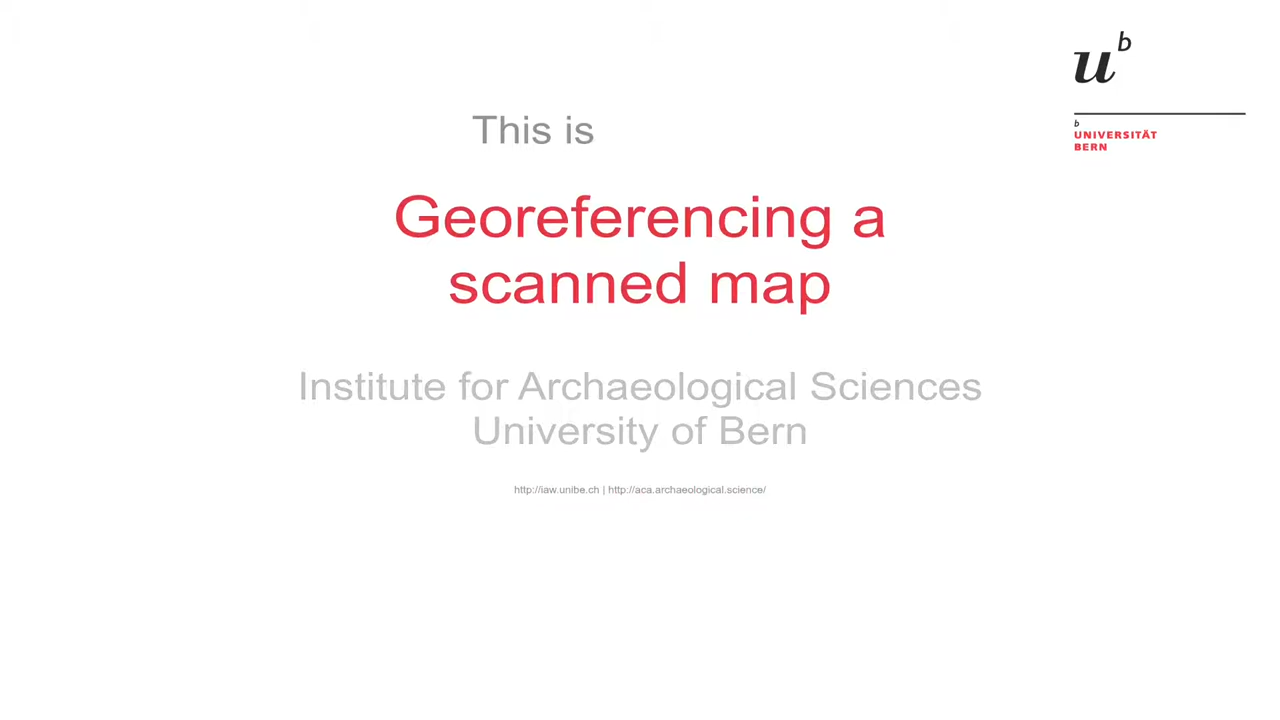 u^b
This is
b
UNIVERSITÄT
BERN
Georeferencing a
scanned map
Institute for Archaeological Sciences
University of Bern
http://iaw.unibe.ch | http://aca.archaeological.science/